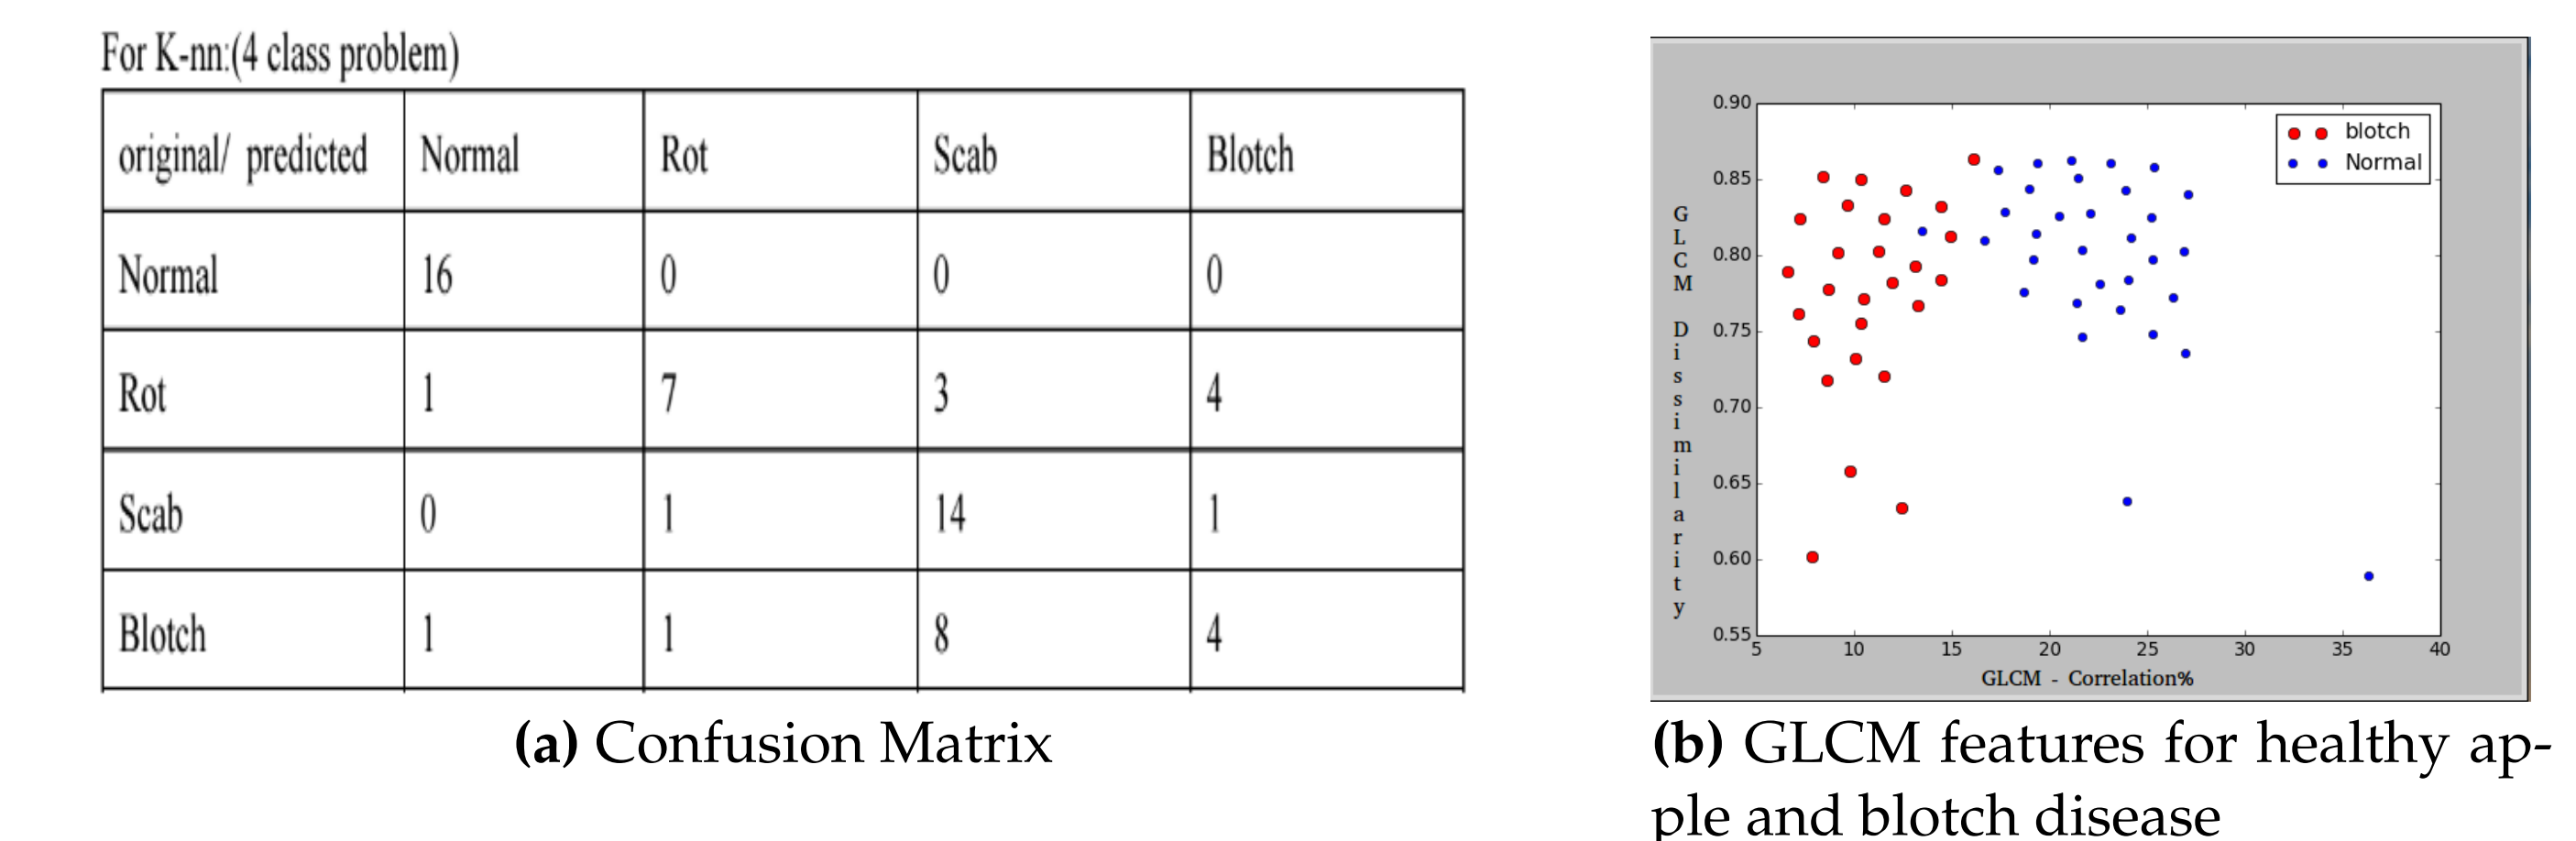 For K-nn:(4 class problem)
original/ predicted Normal Rot Scab Blotch
Normal 16 0 0 0
Rot 1 7 3 4
Scab 0 1 14 1
Blotch 1 1 8 4
(a) Confusion Matrix
blotch
Normal
GLCM Dissimilarity
0.90
0.85
0.80
0.75
0.70
0.65
0.60
0.55
5 10 15 20 25 30 35 40
GLCM - Correlation%
(b) GLCM features for healthy ap-
ple and blotch disease